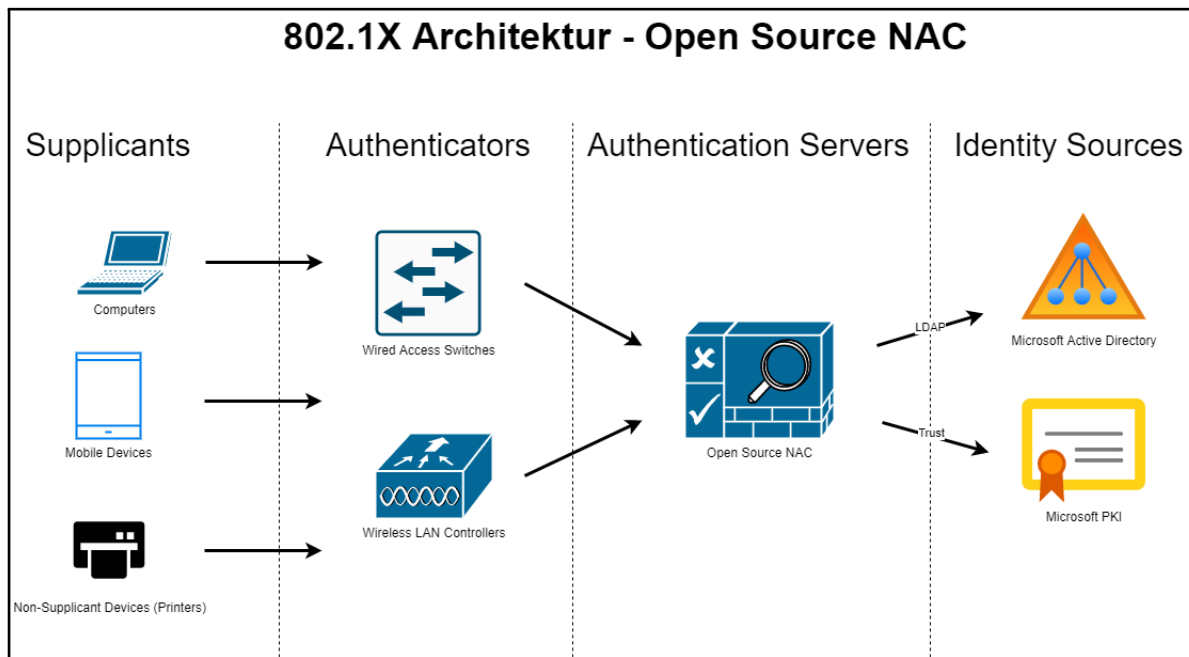 802.1X Architektur - Open Source NAC
Supplicants
Authenticators
Authentication Servers
Identity Sources
Computers
Wired Access Switches
LDAP
Microsoft Active Directory
Mobile Devices
Open Source NAC
Trust
Wireless LAN Controllers
Microsoft PKI
Non-Supplicant Devices (Printers)